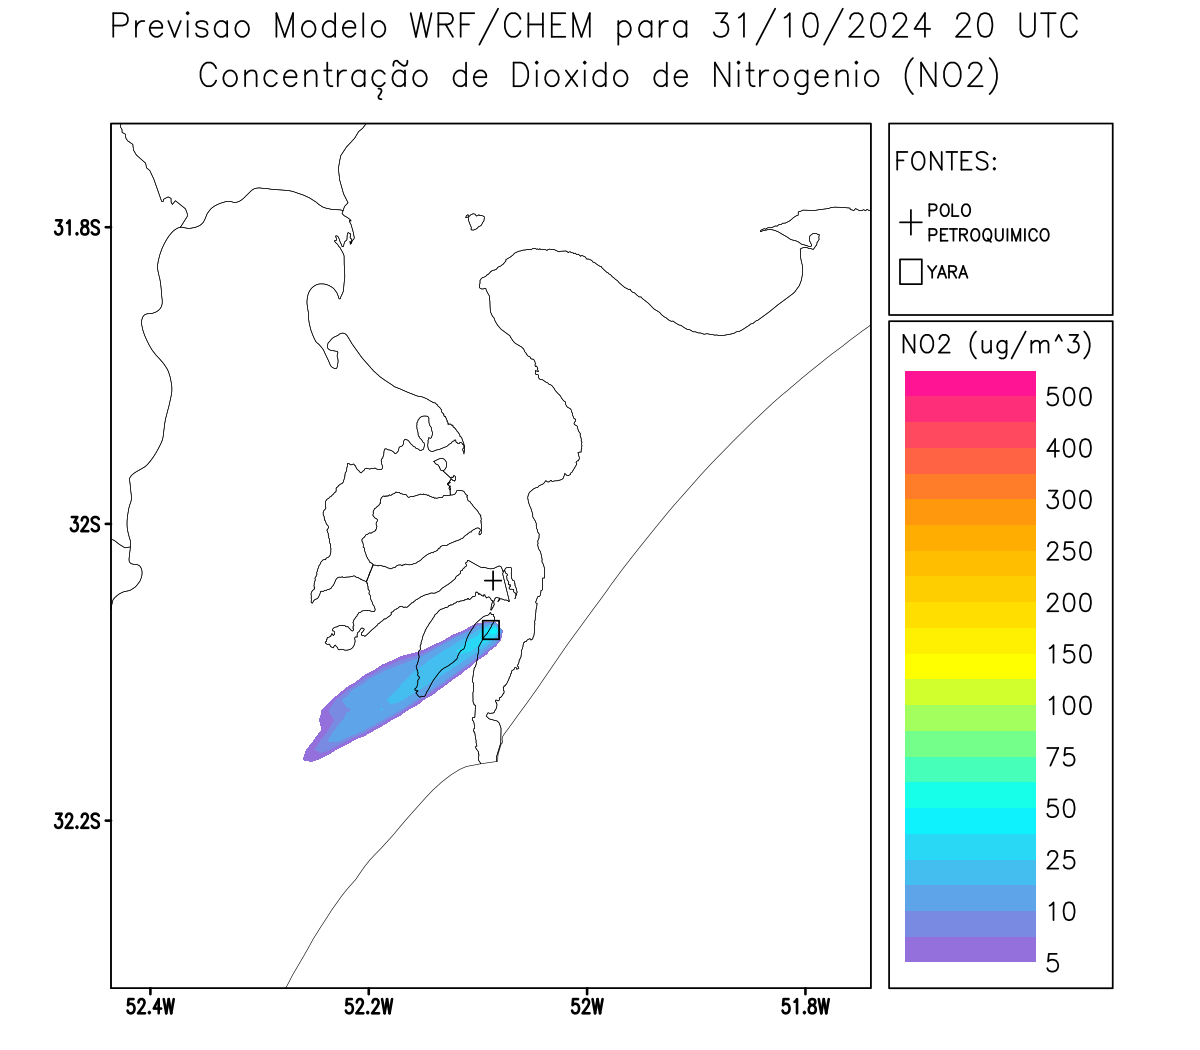 Previsao Modelo WRF/CHEM para 31/10/2024 20 UTC
Concentração de Dioxido de Nitrogenio (NO2)
FONTES:
POLO
PETROQUIMICO
YARA
NO2 (ug/m^3)
500
400
300
250
200
150
100
75
50
25
10
5
31.8S
32S
32.2S
52.4W
52.2W
52W
51.8W